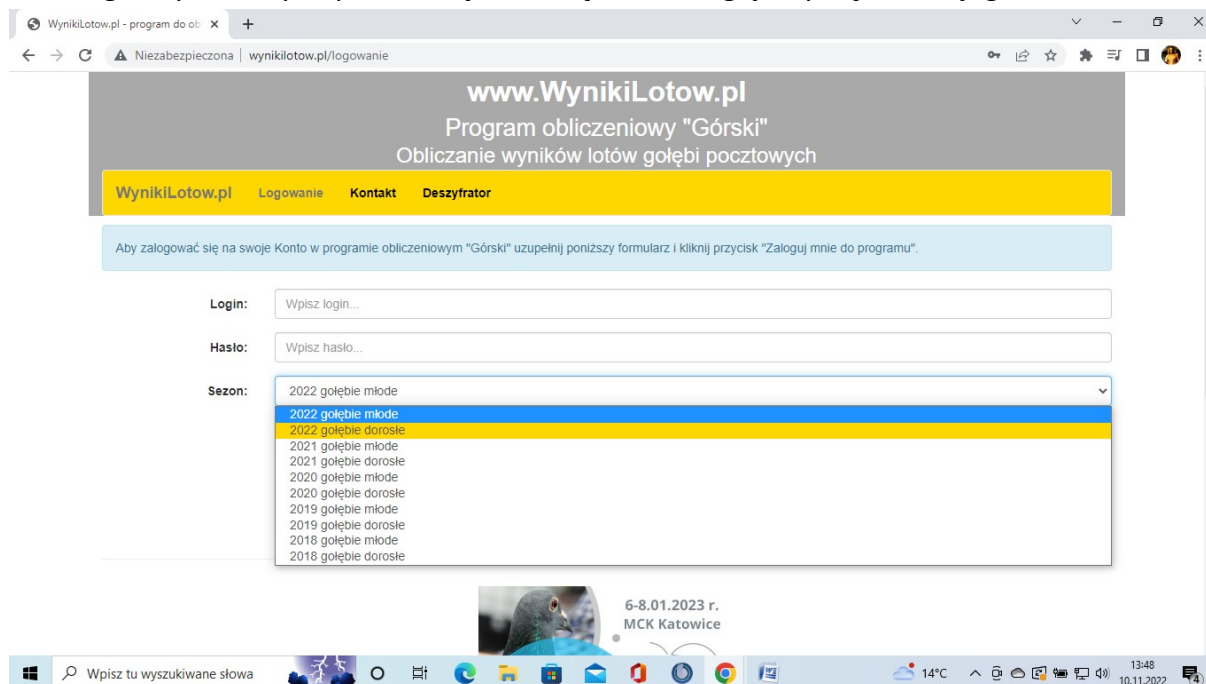 WynikiLotow.pl - program do ob
Niezabezpieczona | wynikilotow.pl/logowanie
www.WynikiLotow.pl
Program obliczeniowy "Górski"
Obliczanie wyników lotów gołębi pocztowych
WynikiLotow.pl Logowanie Kontakt Deszyfrator
Aby zalogować się na swoje Konto w programie obliczeniowym "Górski" uzupełnij poniższy formularz i kliknij przycisk "Zaloguj mnie do programu".
Login: Wpisz login...
Hasło: Wpisz hasło...
Sezon: 2022 gołębie młode
2022 gołębie młode
2022 gołębie dorosłe
2021 gołębie młode
2021 gołębie dorosłe
2020 gołębie młode
2020 gołębie dorosłe
2019 gołębie młode
2019 gołębie dorosłe
2018 gołębie młode
2018 gołębie dorosłe
6-8.01.2023 r.
MCK Katowice
Wpisz tu wyszukiwane słowa
14°C
13:48
10.11.2022
4